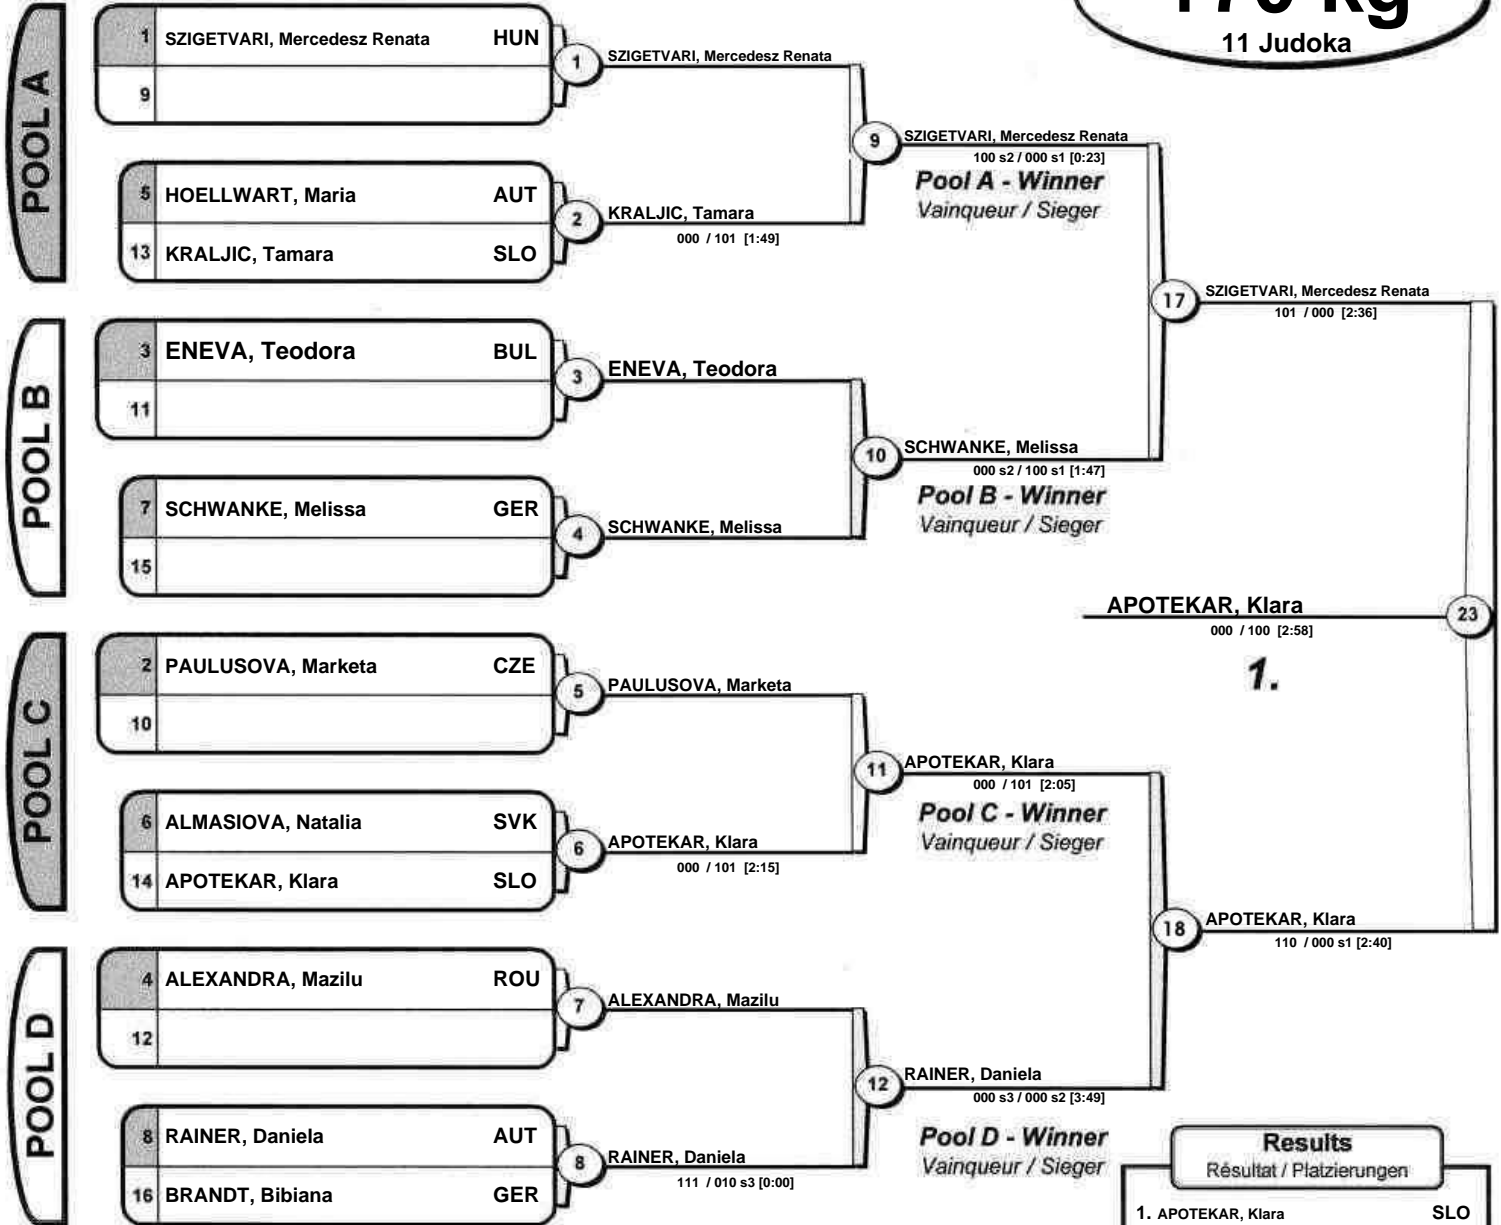 +70 kg
11 Judoka
POOL A
1 SZIGETVARI, Mercedesz Renata HUN
9
1 SZIGETVARI, Mercedesz Renata
5 HOELLWART, Maria AUT
13 KRALJIC, Tamara SLO
2 KRALJIC, Tamara
000 / 101 [1:49]
9 SZIGETVARI, Mercedesz Renata
100 s2 / 000 s1 [0:23]
Pool A - Winner
Vainqueur / Sieger
POOL B
3 ENEVA, Teodora BUL
11
3 ENEVA, Teodora
7 SCHWANKE, Melissa GER
15
4 SCHWANKE, Melissa
10 SCHWANKE, Melissa
000 s2 / 100 s1 [1:47]
Pool B - Winner
Vainqueur / Sieger
17 SZIGETVARI, Mercedesz Renata
101 / 000 [2:36]
APOTEKAR, Klara 23
000 / 100 [2:58]
1.
POOL C
2 PAULUSOVA, Marketa CZE
10
5 PAULUSOVA, Marketa
6 ALMASIOVA, Natalia SVK
14 APOTEKAR, Klara SLO
6 APOTEKAR, Klara
000 / 101 [2:15]
11 APOTEKAR, Klara
000 / 101 [2:05]
Pool C - Winner
Vainqueur / Sieger
18 APOTEKAR, Klara
110 / 000 s1 [2:40]
POOL D
4 ALEXANDRA, Mazilu ROU
12
7 ALEXANDRA, Mazilu
8 RAINER, Daniela AUT
16 BRANDT, Bibiana GER
8 RAINER, Daniela
111 / 010 s3 [0:00]
12 RAINER, Daniela
000 s3 / 000 s2 [3:49]
Pool D - Winner
Vainqueur / Sieger
Results
Résultat / Platzierungen
1. APOTEKAR, Klara SLO